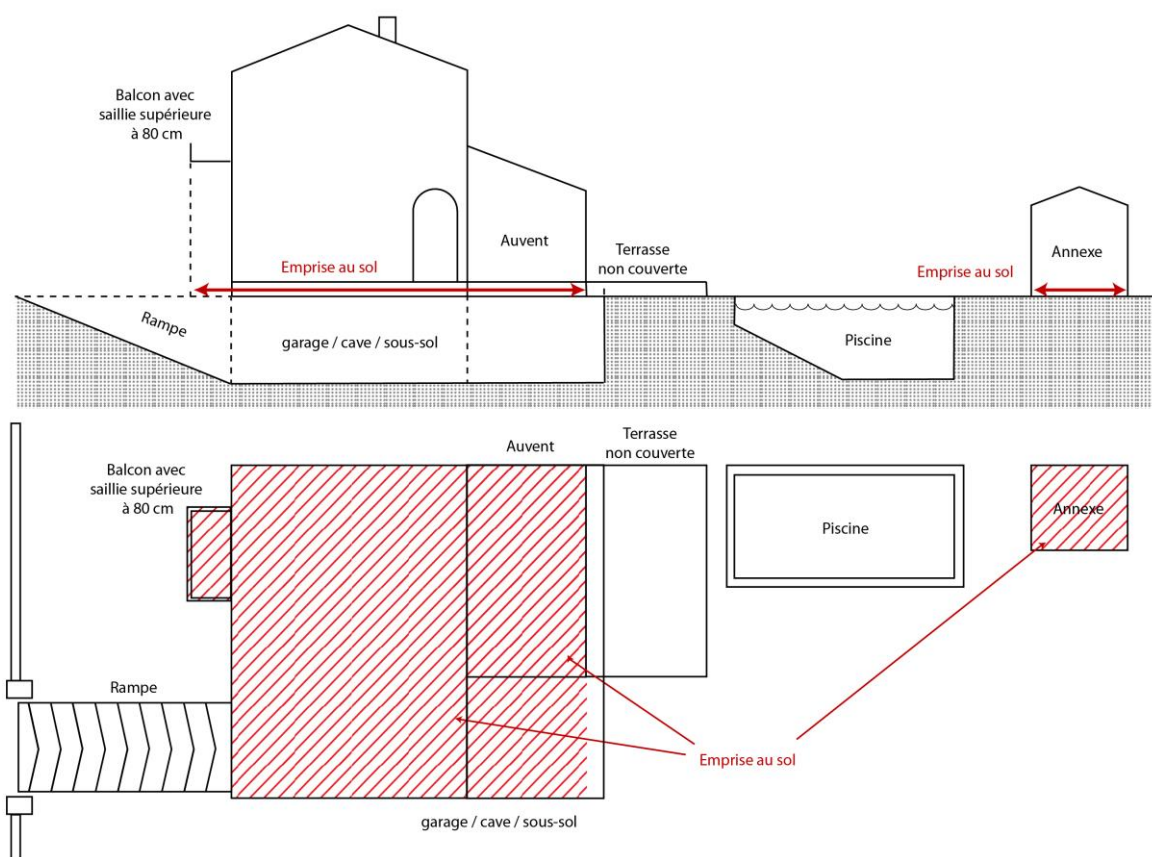 Balcon avec
saillie supérieure
à 80 cm
Auvent
Terrasse
non couverte
Annexe
Emprise au sol
Emprise au sol
Rampe
garage / cave / sous-sol
Piscine
Auvent
Terrasse
non couverte
Balcon avec
saillie supérieure
à 80 cm
Piscine
Annexe
Rampe
Emprise au sol
garage / cave / sous-sol